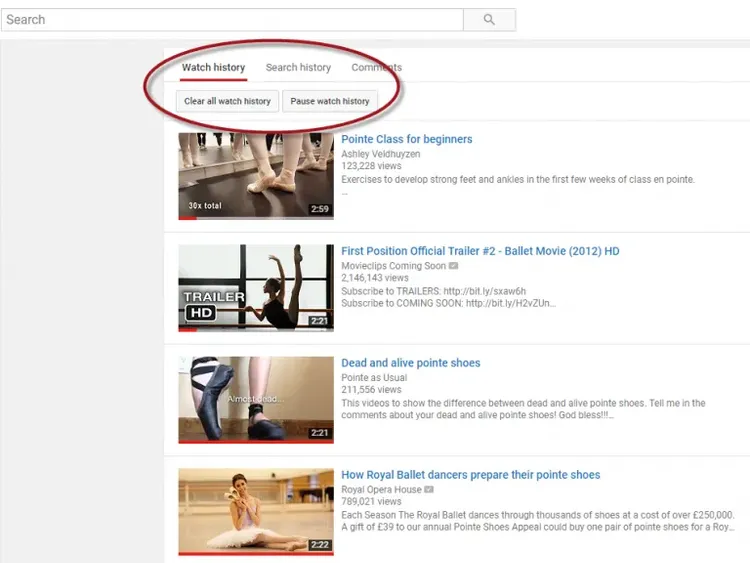 Search
Watch history Search history Comments
Clear all watch history Pause watch history
30x total
2:59
Pointe Class for beginners
Ashley Veldhuyzen
123,228 views
Exercises to develop strong feet and ankles in the first few weeks of class en pointe.
...
TRAILER
HD
2:21
First Position Official Trailer #2 - Ballet Movie (2012) HD
Movieclips Coming Soon
2,146,143 views
Subscribe to TRAILERS: http://bit.ly/sxaw6h
Subscribe to COMING SOON: http://bit.ly/H2vZUn...
Almost dead...
2:21
Dead and alive pointe shoes
Pointe as Usual
211,556 views
This videos to show the difference between dead and alive pointe shoes. Tell me in the
comments about your dead and alive pointe shoes! God bless!!!...
2:22
How Royal Ballet dancers prepare their pointe shoes
Royal Opera House
789,021 views
Each Season The Royal Ballet dances through thousands of shoes at a cost of over £250,000.
A gift of £39 to our annual Pointe Shoes Appeal could buy one pair of pointe shoes for a Roy...